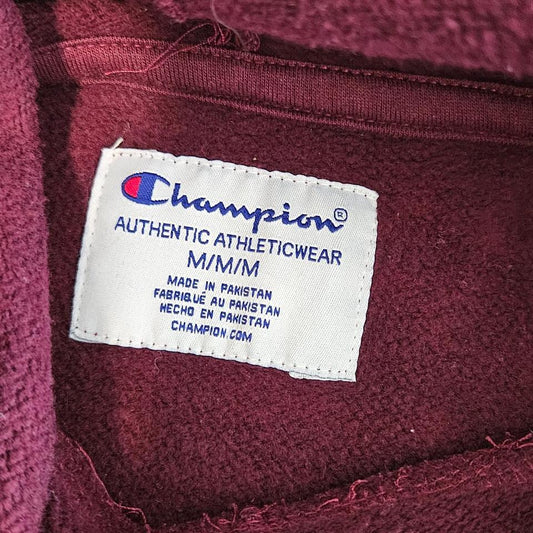 Champion®
AUTHENTIC ATHLETICWEAR
M/M/M
MADE IN PAKISTAN
FABRIQUÉ AU PAKISTAN
HECHO EN PAKISTAN
CHAMPION.COM